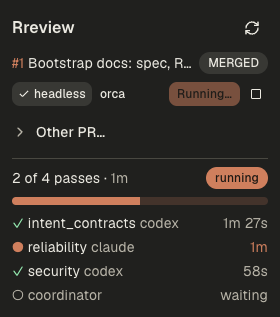 Rreview
#1 Bootstrap docs: spec, R... MERGED
headless orca Running...
Other PR...
2 of 4 passes · 1m running
intent_contracts codex 1m 27s
reliability claude 1m
security codex 58s
coordinator waiting